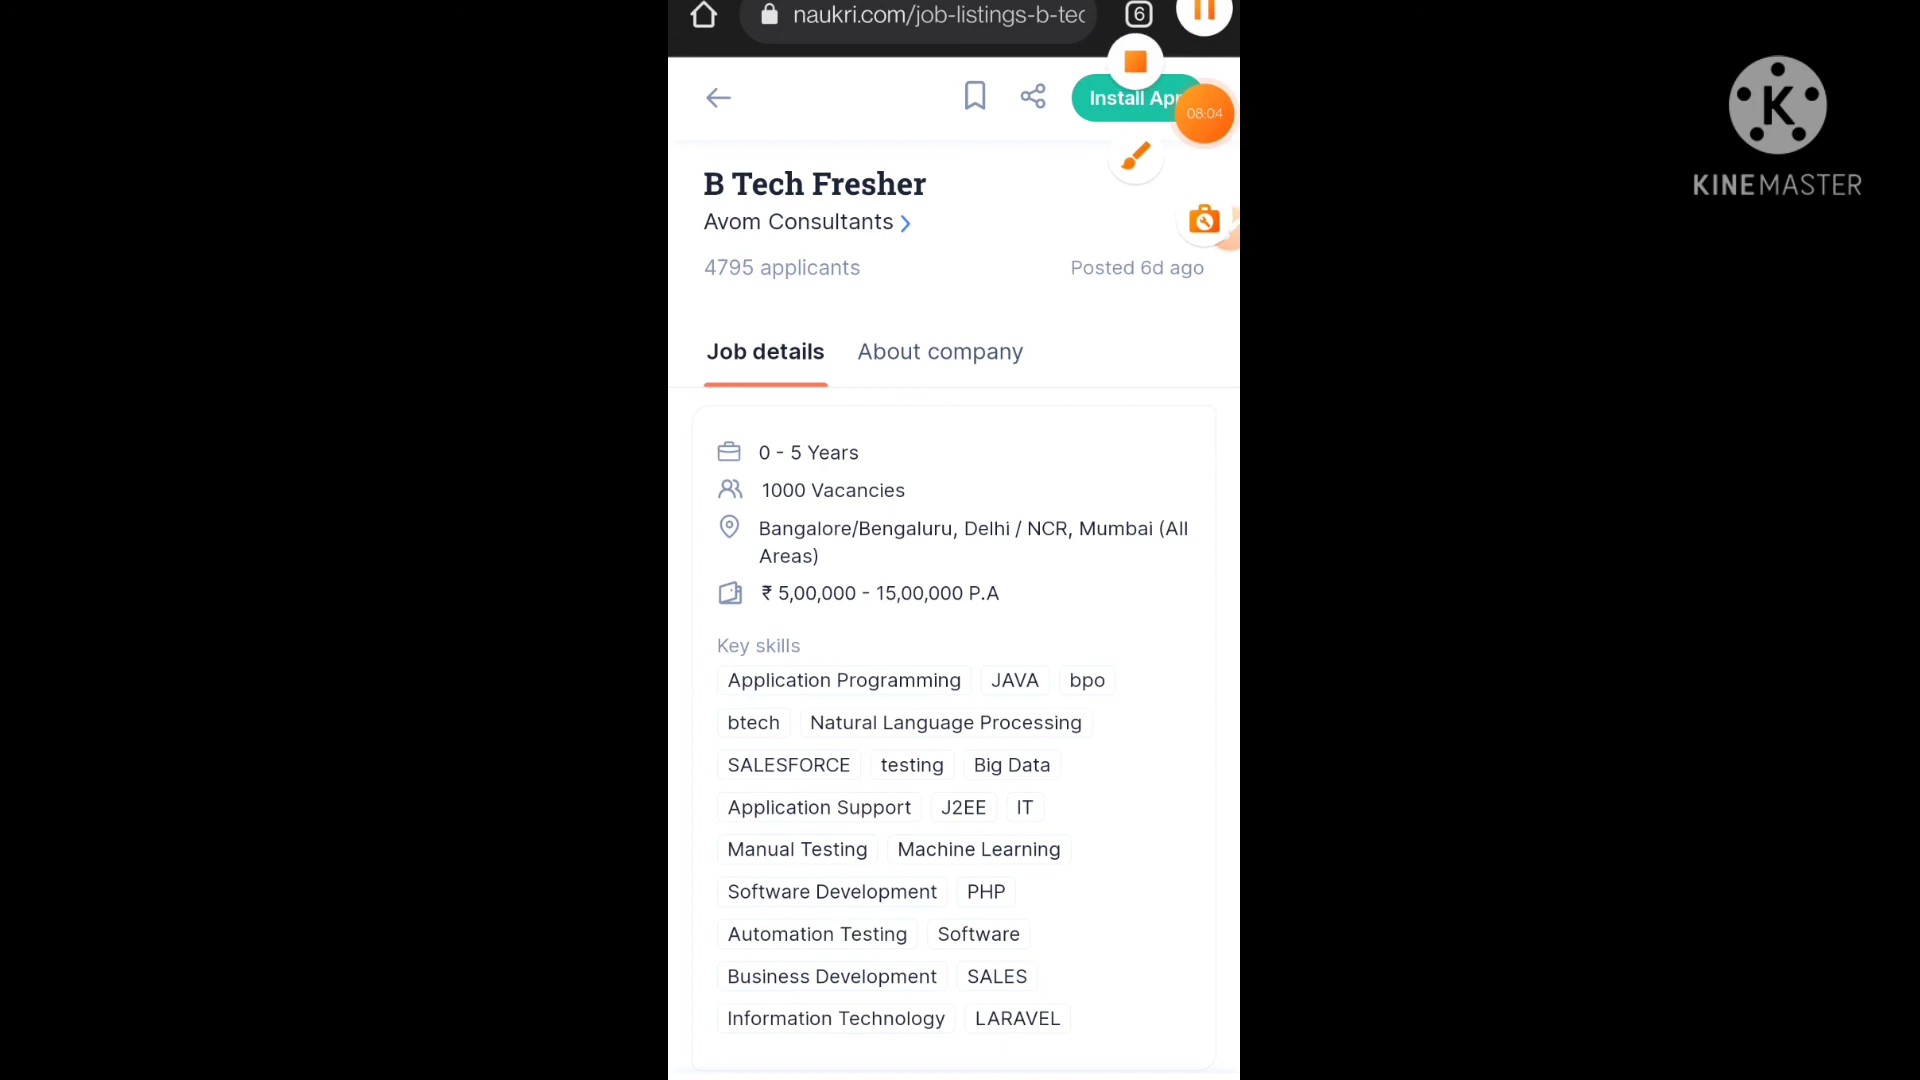 naukri.com/job-listings-b-tec
6
Install App
08:04
KINEMASTER
B Tech Fresher
Avom Consultants
4795 applicants
Posted 6d ago
Job details
About company
0 - 5 Years
1000 Vacancies
Bangalore/Bengaluru, Delhi / NCR, Mumbai (All
Areas)
₹ 5,00,000 - 15,00,000 P.A
Key skills
Application Programming JAVA bpo
btech Natural Language Processing
SALESFORCE testing Big Data
Application Support J2EE IT
Manual Testing Machine Learning
Software Development PHP
Automation Testing Software
Business Development SALES
Information Technology LARAVEL